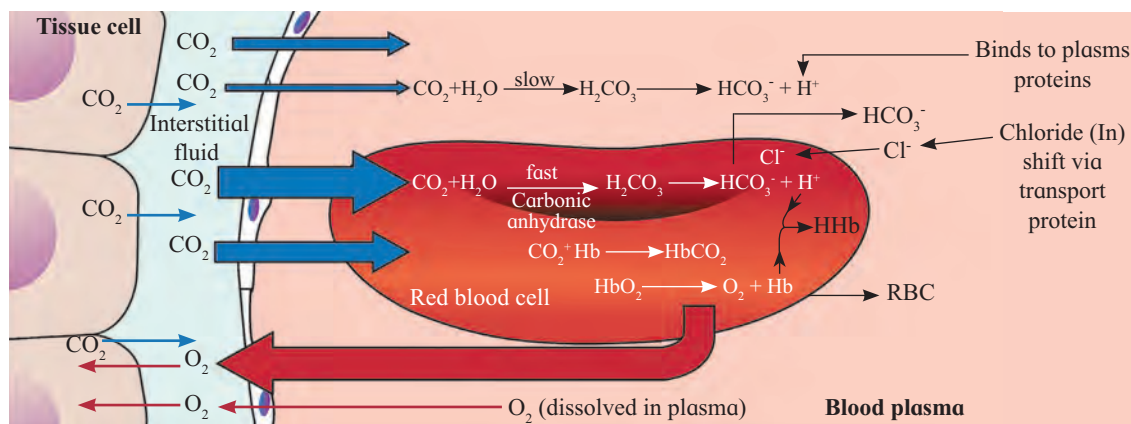 Tissue cell
CO2
CO2
CO2
Interstitial
fluid
CO2
CO2
CO2
CO2
O2
O2
CO2+H2O slow H2CO3 HCO3- + H+
Binds to plasms
proteins
HCO3-
Cl-
Chloride (In)
shift via
transport
protein
Cl-
CO2+H2O fast H2CO3 HCO3- + H+
Carbonic
anhydrase
HHb
CO2+Hb HbCO2
HbO2 O2 + Hb
Red blood cell
RBC
O2 (dissolved in plasma)
Blood plasma